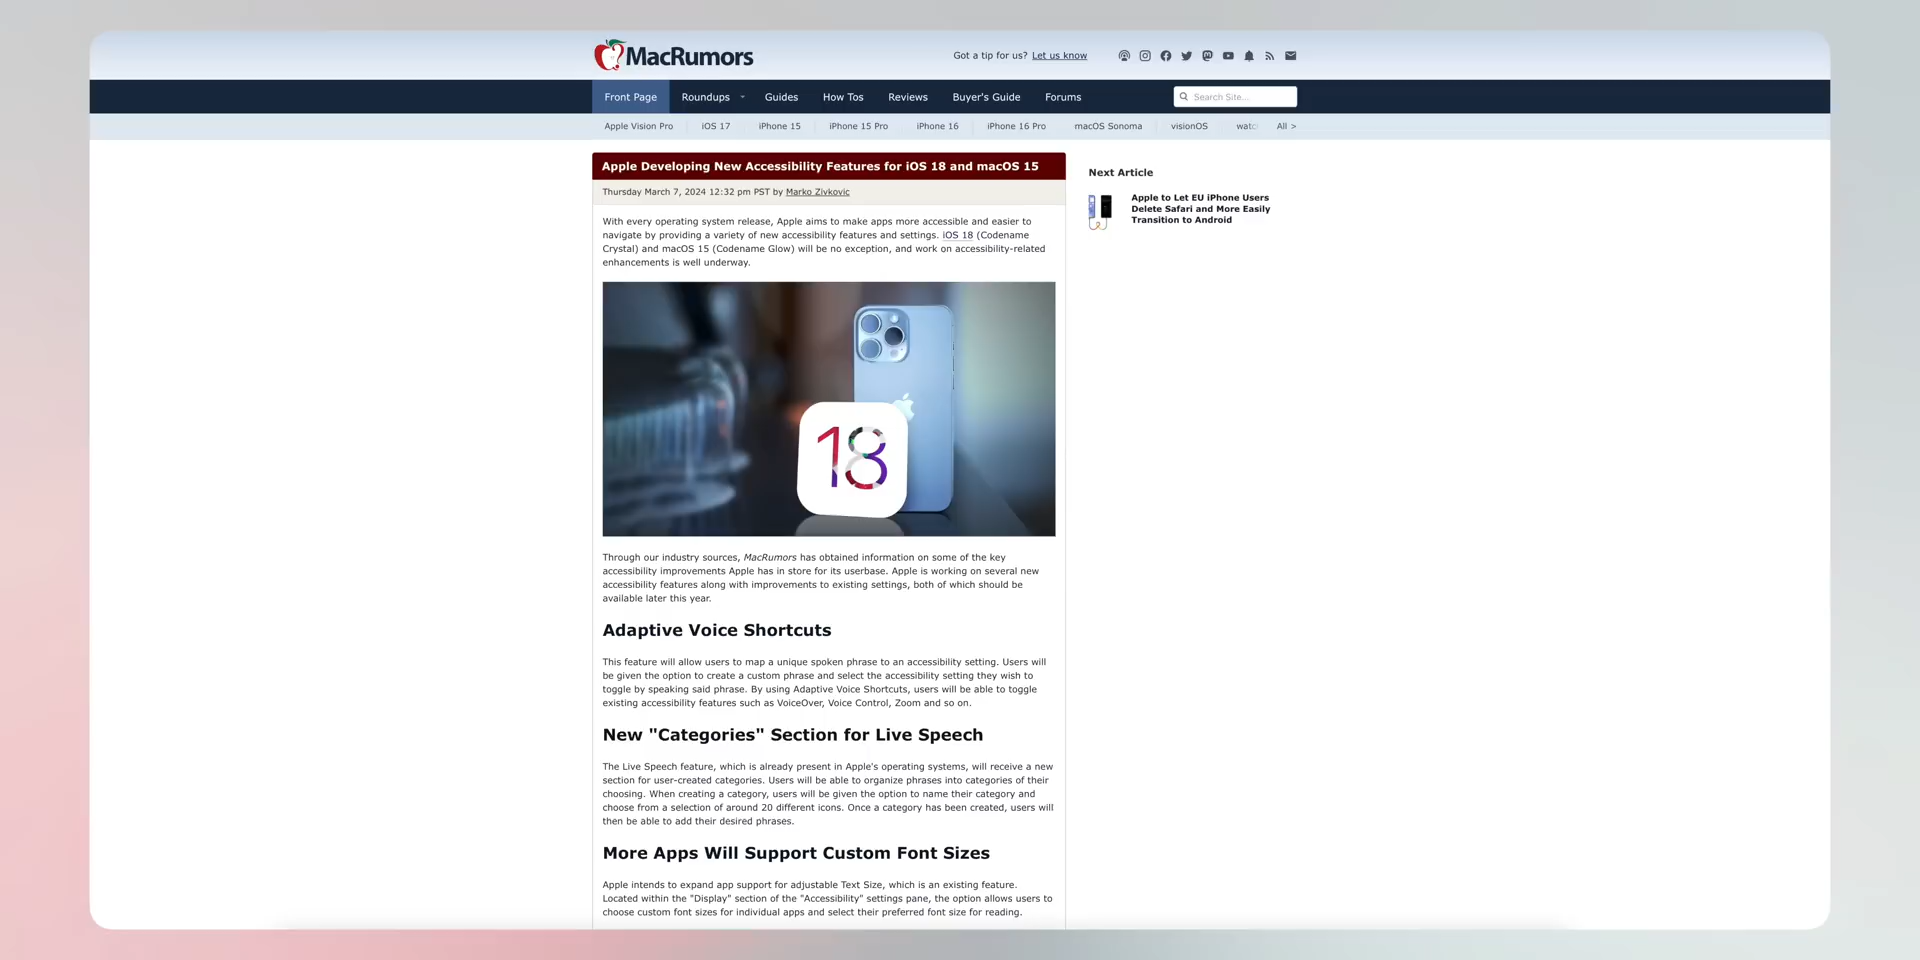 MacRumors
Got a tip for us? Let us know
Front Page Roundups Guides How Tos Reviews Buyer's Guide Forums Search Site...
Apple Vision Pro iOS 17 iPhone 15 iPhone 15 Pro iPhone 16 iPhone 16 Pro macOS Sonoma visionOS watc All >
Apple Developing New Accessibility Features for iOS 18 and macOS 15
Thursday March 7, 2024 12:32 pm PST by Marko Zivkovic
With every operating system release, Apple aims to make apps more accessible and easier to
navigate by providing a variety of new accessibility features and settings. iOS 18 (Codename
Crystal) and macOS 15 (Codename Glow) will be no exception, and work on accessibility-related
enhancements is well underway.
18
Through our industry sources, MacRumors has obtained information on some of the key
accessibility improvements Apple has in store for its userbase. Apple is working on several new
accessibility features along with improvements to existing settings, both of which should be
available later this year.
Adaptive Voice Shortcuts
This feature will allow users to map a unique spoken phrase to an accessibility setting. Users will
be given the option to create a custom phrase and select the accessibility setting they wish to
toggle by speaking said phrase. By using Adaptive Voice Shortcuts, users will be able to toggle
existing accessibility features such as VoiceOver, Voice Control, Zoom and so on.
New "Categories" Section for Live Speech
The Live Speech feature, which is already present in Apple's operating systems, will receive a new
section for user-created categories. Users will be able to organize phrases into categories of their
choosing. When creating a category, users will be given the option to name their category and
choose from a selection of around 20 different icons. Once a category has been created, users will
then be able to add their desired phrases.
More Apps Will Support Custom Font Sizes
Apple intends to expand app support for adjustable Text Size, which is an existing feature.
Located within the "Display" section of the "Accessibility" settings pane, the option allows users to
choose custom font sizes for individual apps and select their preferred font size for reading.
Next Article
Apple to Let EU iPhone Users
Delete Safari and More Easily
Transition to Android